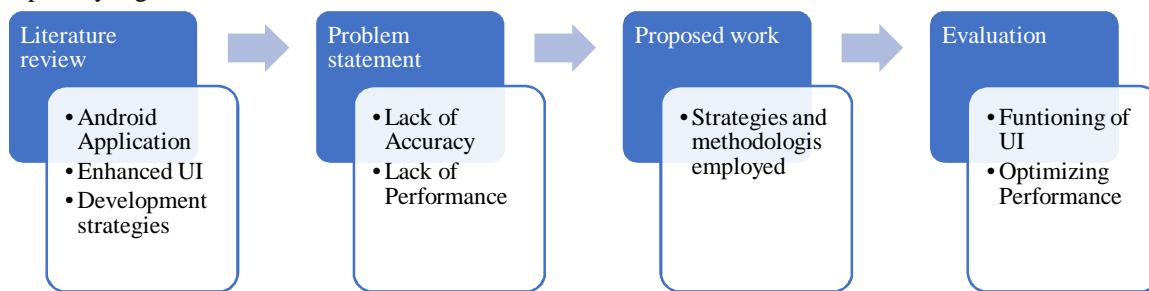 Literature
review
• Android
Application
• Enhanced UI
• Development
strategies
Problem
statement
• Lack of
Accuracy
• Lack of
Performance
Proposed work
• Strategies and
methodologis
employed
Evaluation
• Funtioning of
UI
• Optimizing
Performance